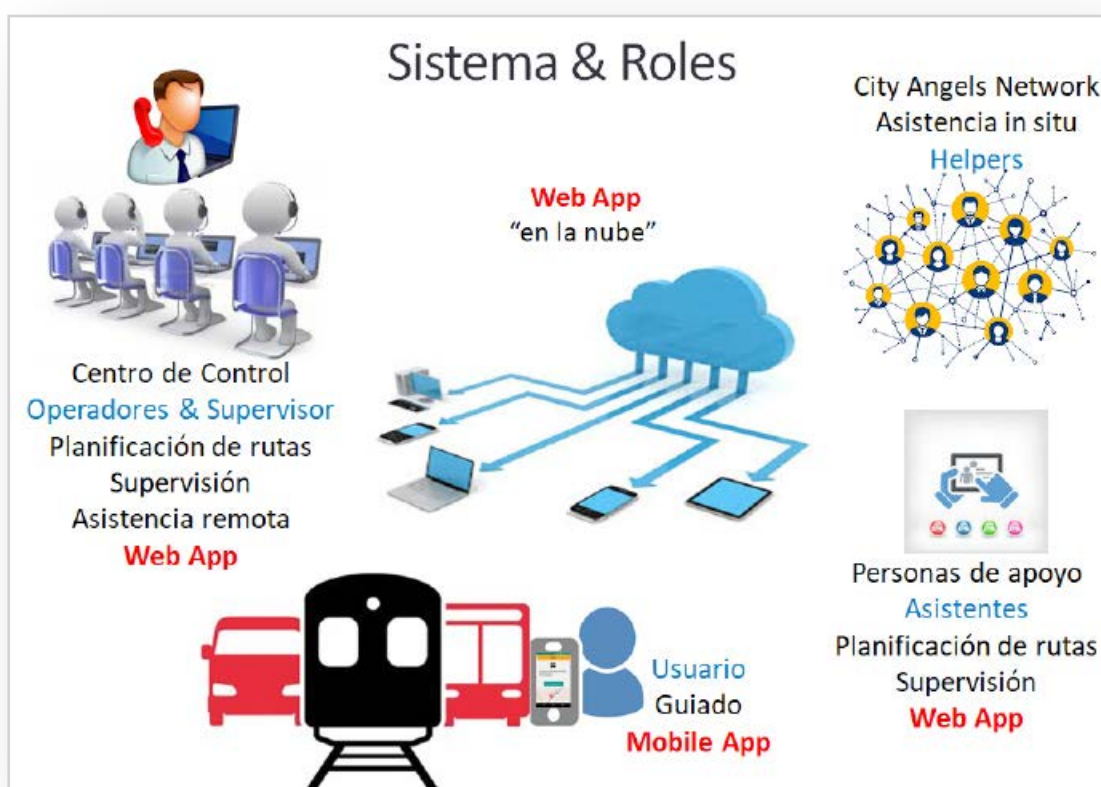 Sistema & Roles
City Angels Network
Asistencia in situ
Helpers
Web App
“en la nube”
Centro de Control
Operadores & Supervisor
Planificación de rutas
Supervisión
Asistencia remota
Web App
Personas de apoyo
Asistentes
Planificación de rutas
Supervisión
Web App
Usuario
Guiado
Mobile App